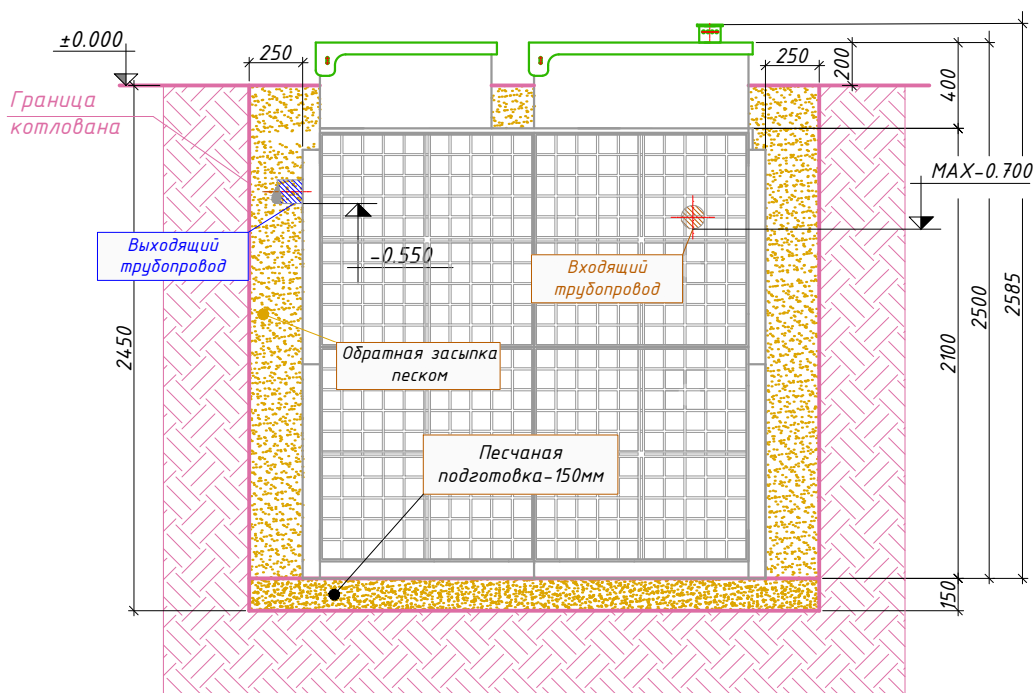 ±0.000
250
250
200
400
Граница
котлована
MAX-0.700
Выходящий
трубопровод
-0.550
Входящий
трубопровод
2450
2100
2500
2585
Обратная засыпка
песком
Песчаная
подготовка-150мм
150